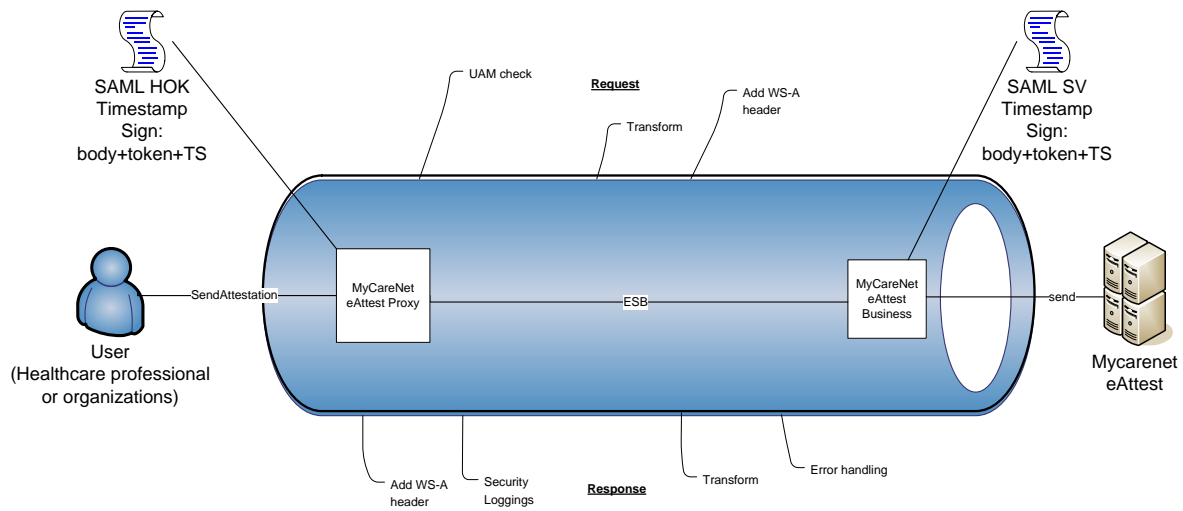 SAML HOK
Timestamp
Sign:
body+token+TS
UAM check
Request
Transform
Add WS-A
header
SAML SV
Timestamp
Sign:
body+token+TS
SendAttestation
MyCareNet
eAttest Proxy
ESB
MyCareNet
eAttest
Business
send
User
(Healthcare professional
or organizations)
Mycarenet
eAttest
Add WS-A
header
Security
Loggings
Response
Transform
Error handling